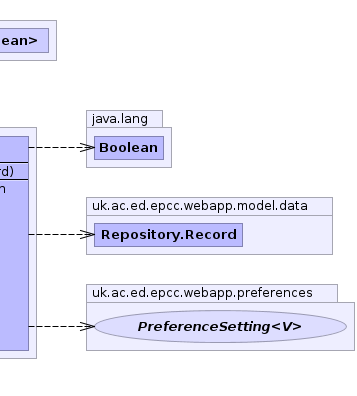 ean>
java.lang
Boolean
rd)
n
uk.ac.ed.epcc.webapp.model.data
Repository.Record
uk.ac.ed.epcc.webapp.preferences
PreferenceSetting<V>